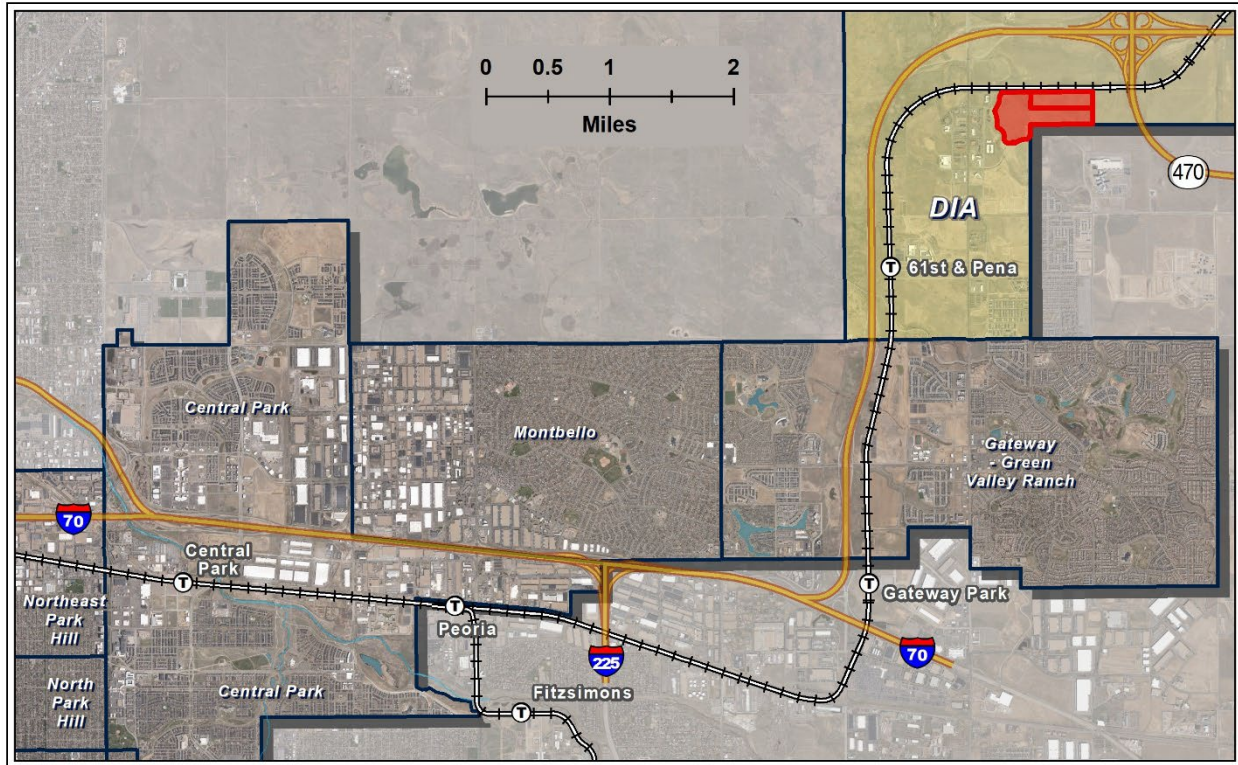 0 0.5 1 2
Miles
470
DIA
61st & Pena
Central Park
Montbello
Gateway
- Green
Valley Ranch
70
Central
Park
Northeast
Park
Hill
Peoria
Gateway Park
225
70
North
Park
Hill
Central Park
Fitzsimons
T
T
T
T
T